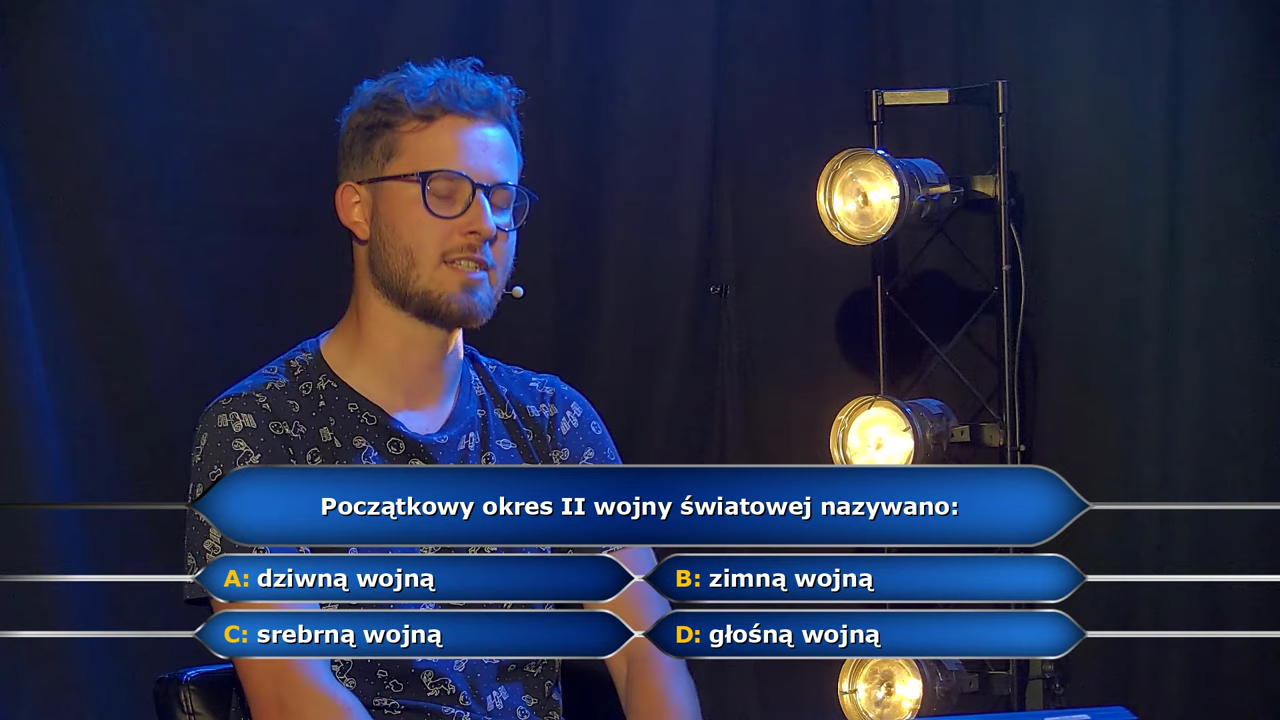 Początkowy okres II wojny światowej nazywano:
A: dziwną wojną
B: zimną wojną
C: srebrną wojną
D: głośną wojną